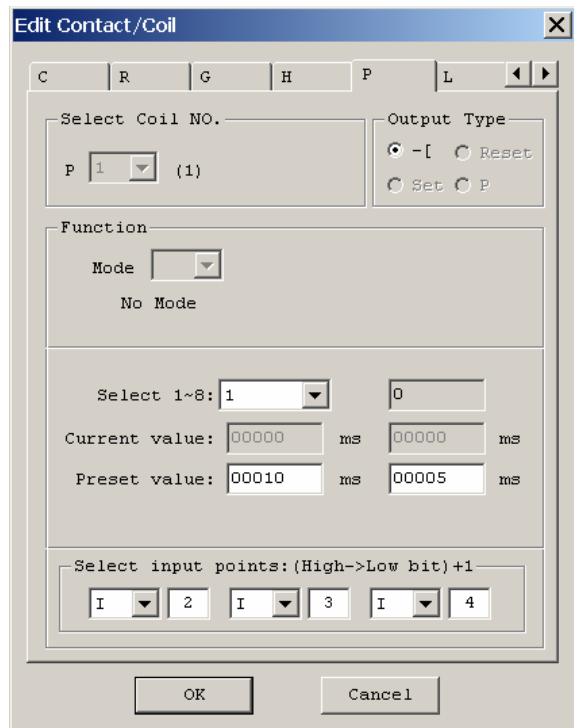 Edit Contact/Coil
C R G H P L
Select Coil NO.
P 1 (1)
Output Type
-[ Reset
Set P
Function
Mode
No Mode
Select 1~8: 1 0
Current value: 00000 ms 00000 ms
Preset value: 00010 ms 00005 ms
Select input points:(High->Low bit)+1
I 2 I 3 I 4
OK Cancel